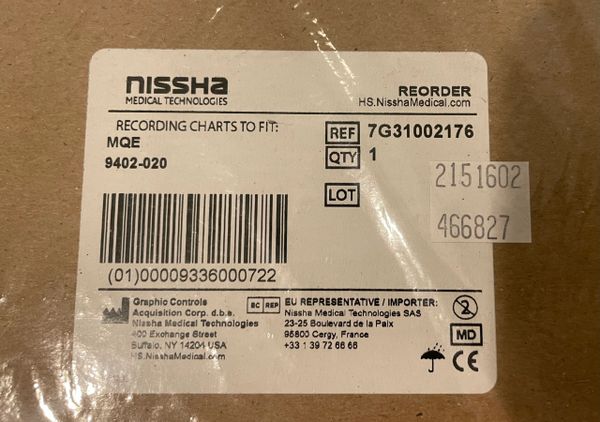 nissha
MEDICAL TECHNOLOGIES
REORDER
HS.NisshaMedical.com
RECORDING CHARTS TO FIT:
MQE
9402-020
REF 7G31002176
QTY 1
LOT
2151602
466827
(01)00009336000722
Graphic Controls
Acquisition Corp. d.b.a.
Nissha Medical Technologies
400 Exchange Street
Buffalo, NY 14204 USA
HS.NisshaMedical.com
EC REP EU REPRESENTATIVE / IMPORTER:
Nissha Medical Technologies SAS
23-25 Boulevard de la Paix
95800 Cergy, France
+33 1 39 72 66 66
2
MD
CE